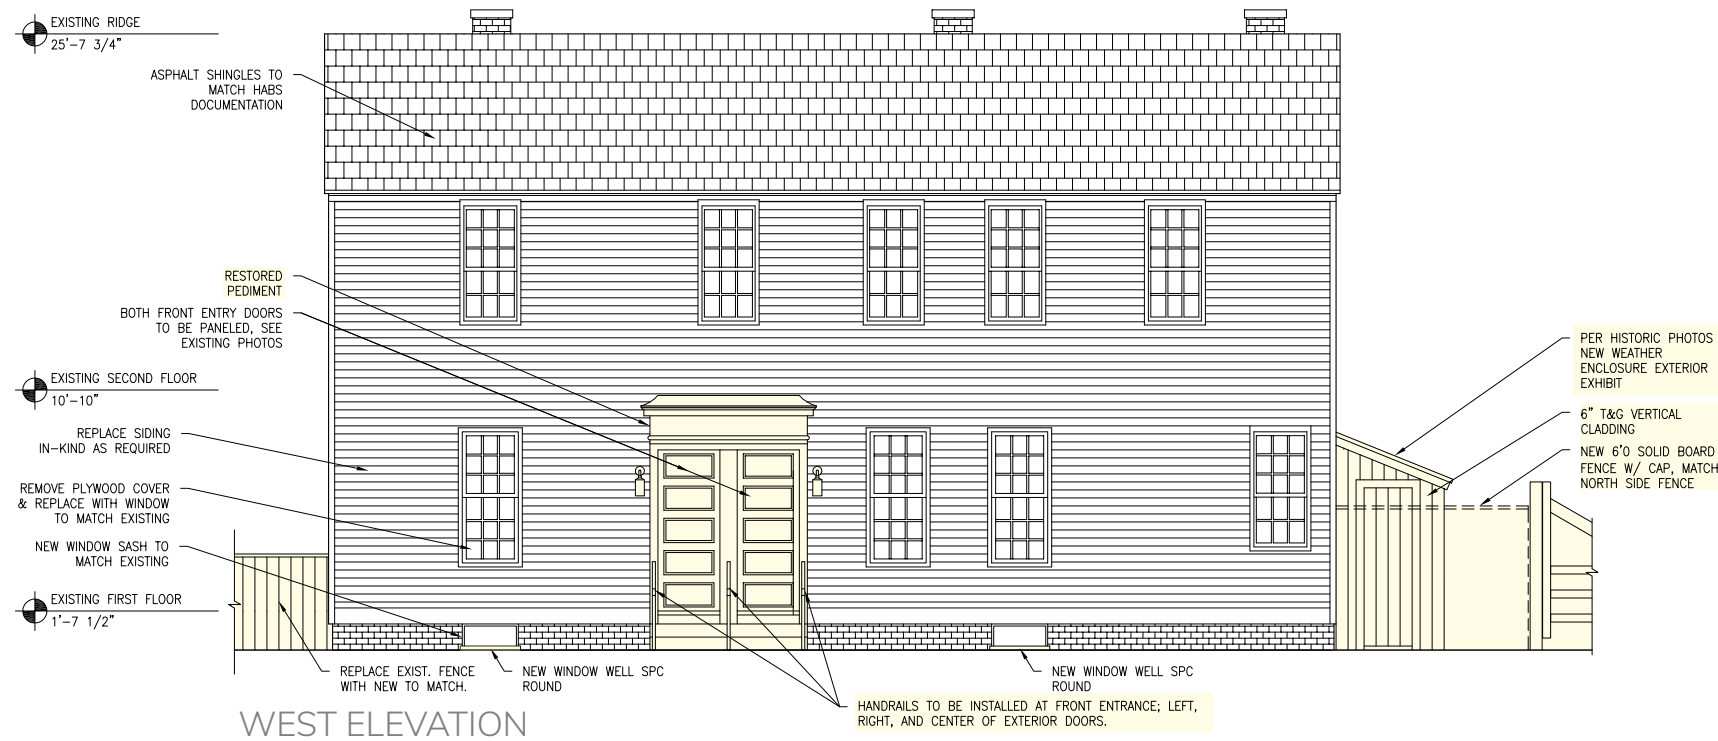 EXISTING RIDGE
25'-7 3/4"
ASPHALT SHINGLES TO
MATCH HABS
DOCUMENTATION
RESTORED
PEDIMENT
BOTH FRONT ENTRY DOORS
TO BE PANELED, SEE
EXISTING PHOTOS
EXISTING SECOND FLOOR
10'-10"
REPLACE SIDING
IN-KIND AS REQUIRED
REMOVE PLYWOOD COVER
& REPLACE WITH WINDOW
TO MATCH EXISTING
NEW WINDOW SASH TO
MATCH EXISTING
EXISTING FIRST FLOOR
1'-7 1/2"
PER HISTORIC PHOTOS
NEW WEATHER
ENCLOSURE EXTERIOR
EXHIBIT
6" T&G VERTICAL
CLADDING
NEW 6'0 SOLID BOARD
FENCE W/ CAP, MATCH
NORTH SIDE FENCE
REPLACE EXIST. FENCE
WITH NEW TO MATCH.
NEW WINDOW WELL SPC
ROUND
NEW WINDOW WELL SPC
ROUND
HANDRAILS TO BE INSTALLED AT FRONT ENTRANCE; LEFT,
RIGHT, AND CENTER OF EXTERIOR DOORS.
WEST ELEVATION